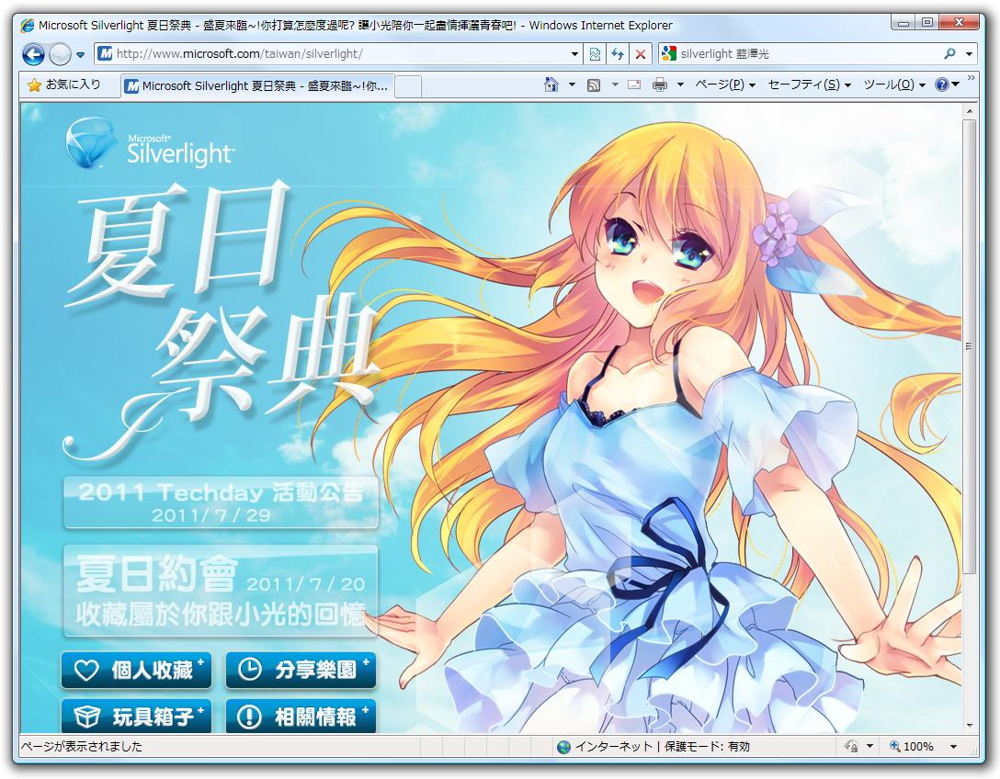 Microsoft Silverlight 夏日祭典 - 盛夏來臨~!你打算怎麼度過呢? 讓小光陪你一起盡情揮灑青春吧! - Windows Internet Explorer
http://www.microsoft.com/taiwan/silverlight/
silverlight 藍澤光
お気に入り
Microsoft Silverlight 夏日祭典 - 盛夏來臨~!你...
ページ(P)
セーフティ(S)
ツール(O)
Microsoft®
Silverlight™
夏日
祭典
2011 Techday 活動公告
2011/7/29
夏日約會 2011/7/20
收藏屬於你跟小光的回憶
個人收藏+
分享樂園+
玩具箱子+
相關情報+
ページが表示されました
インターネット | 保護モード: 有効
100%